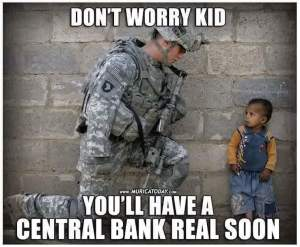 DON'T WORRY KID
WWW.MURICATODAY.COM
YOU'LL HAVE A
CENTRAL BANK REAL SOON